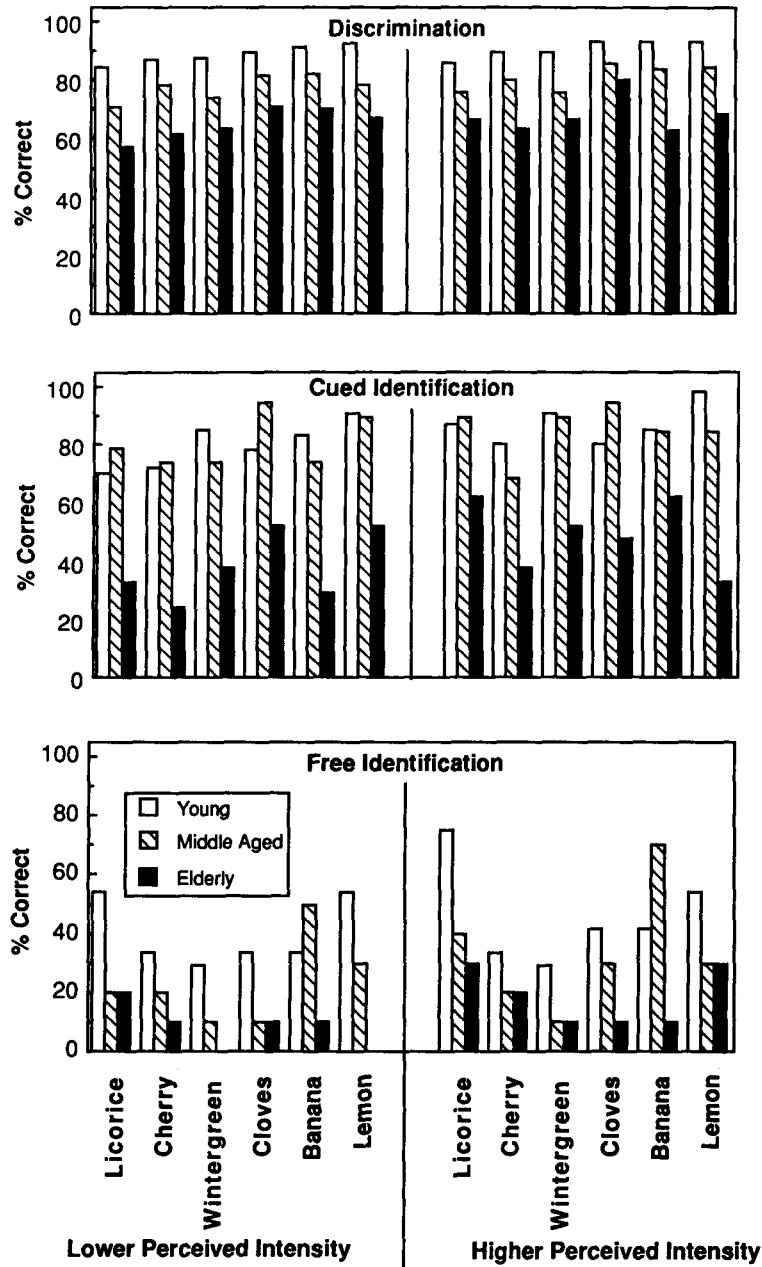 Discrimination
% Correct
100
80
60
40
20
0
Cued Identification
% Correct
100
80
60
40
20
0
Free Identification
% Correct
100
80
60
40
20
0
Young
Middle Aged
Elderly
Licorice
Cherry
Wintergreen
Cloves
Banana
Lemon
Licorice
Cherry
Wintergreen
Cloves
Banana
Lemon
Lower Perceived Intensity
Higher Perceived Intensity